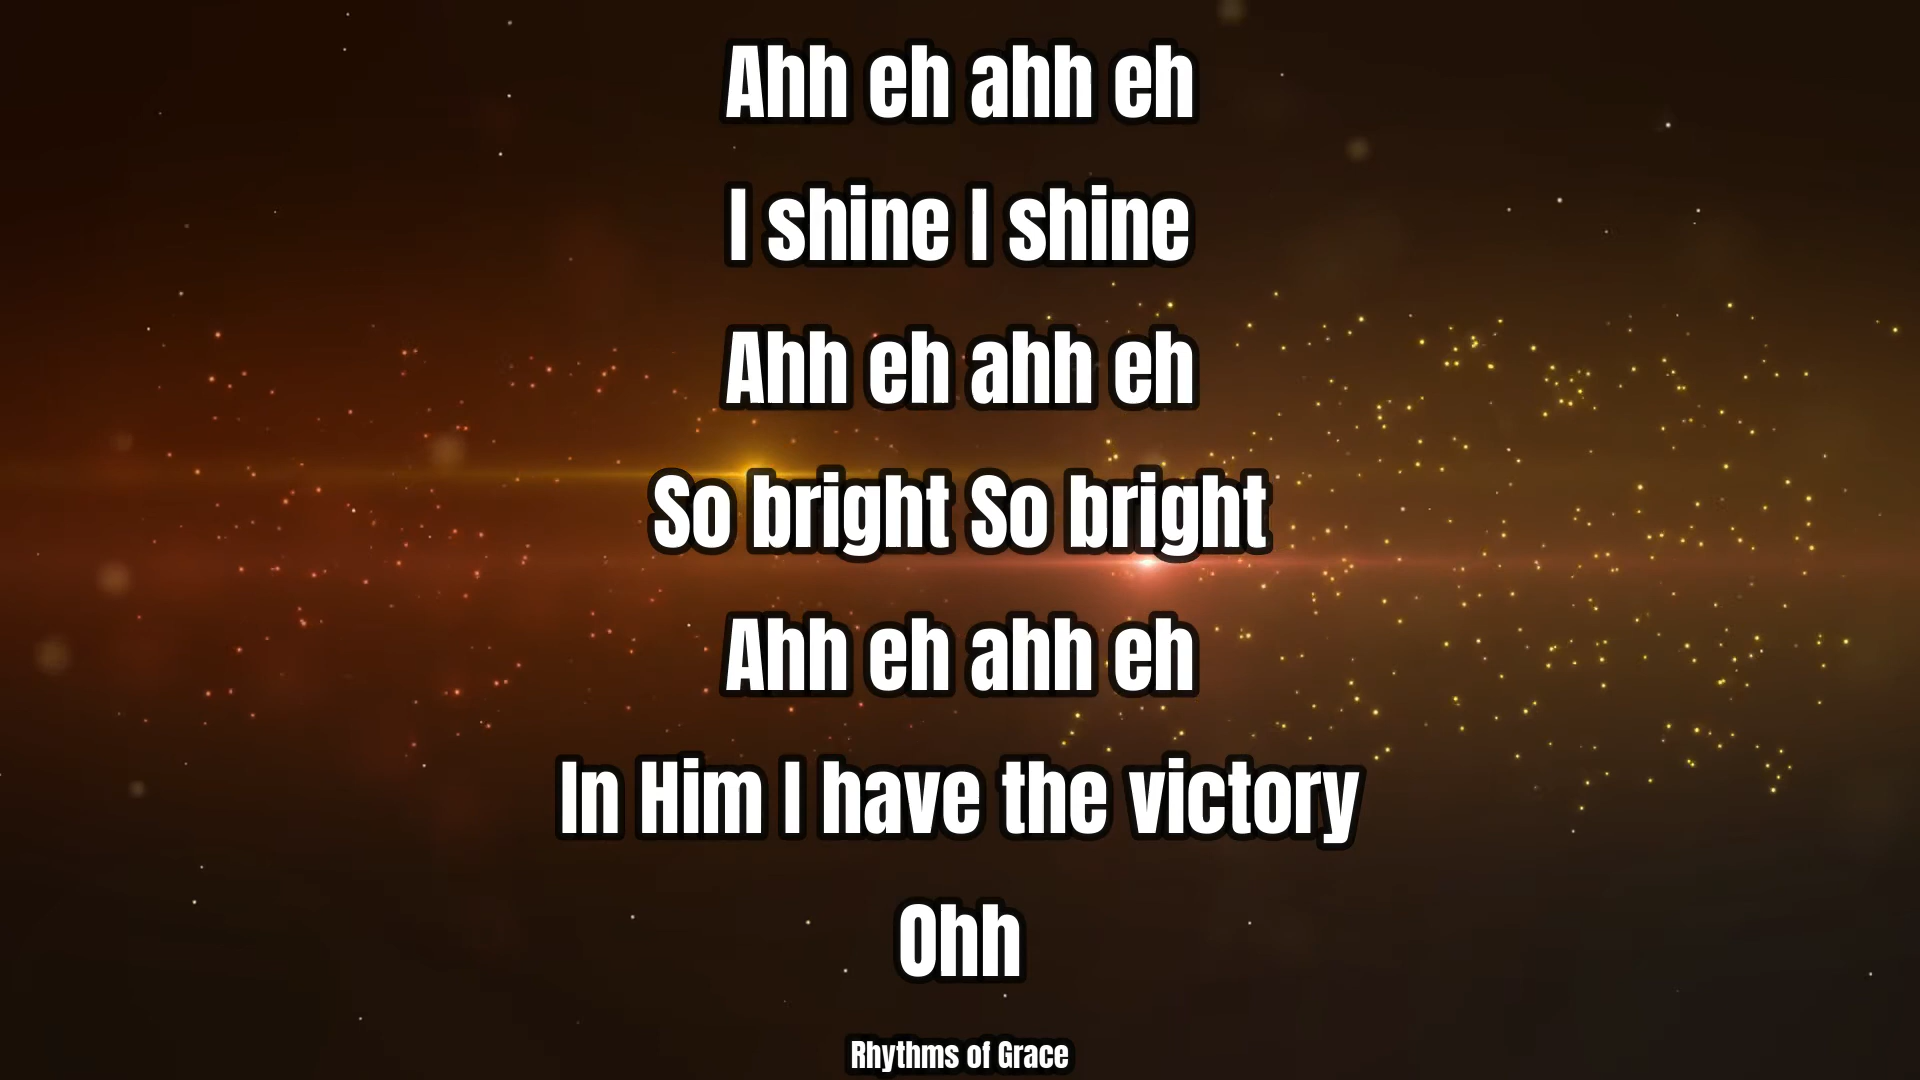 Ahh eh ahh eh
I shine I shine
Ahh eh ahh eh
So bright So bright
Ahh eh ahh eh
In Him I have the victory
Ohh
Rhythms of Grace